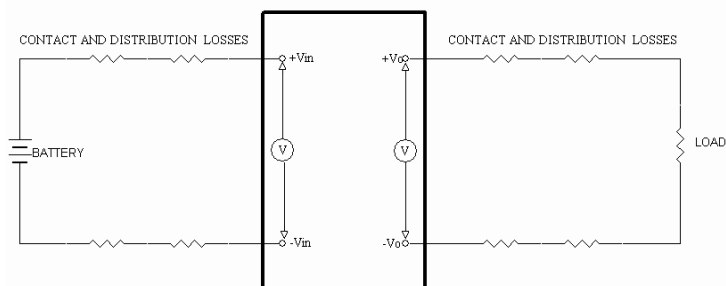 CONTACT AND DISTRIBUTION LOSSES
CONTACT AND DISTRIBUTION LOSSES
+Vin
+Vo
V
V
BATTERY
LOAD
-Vin
-Vo